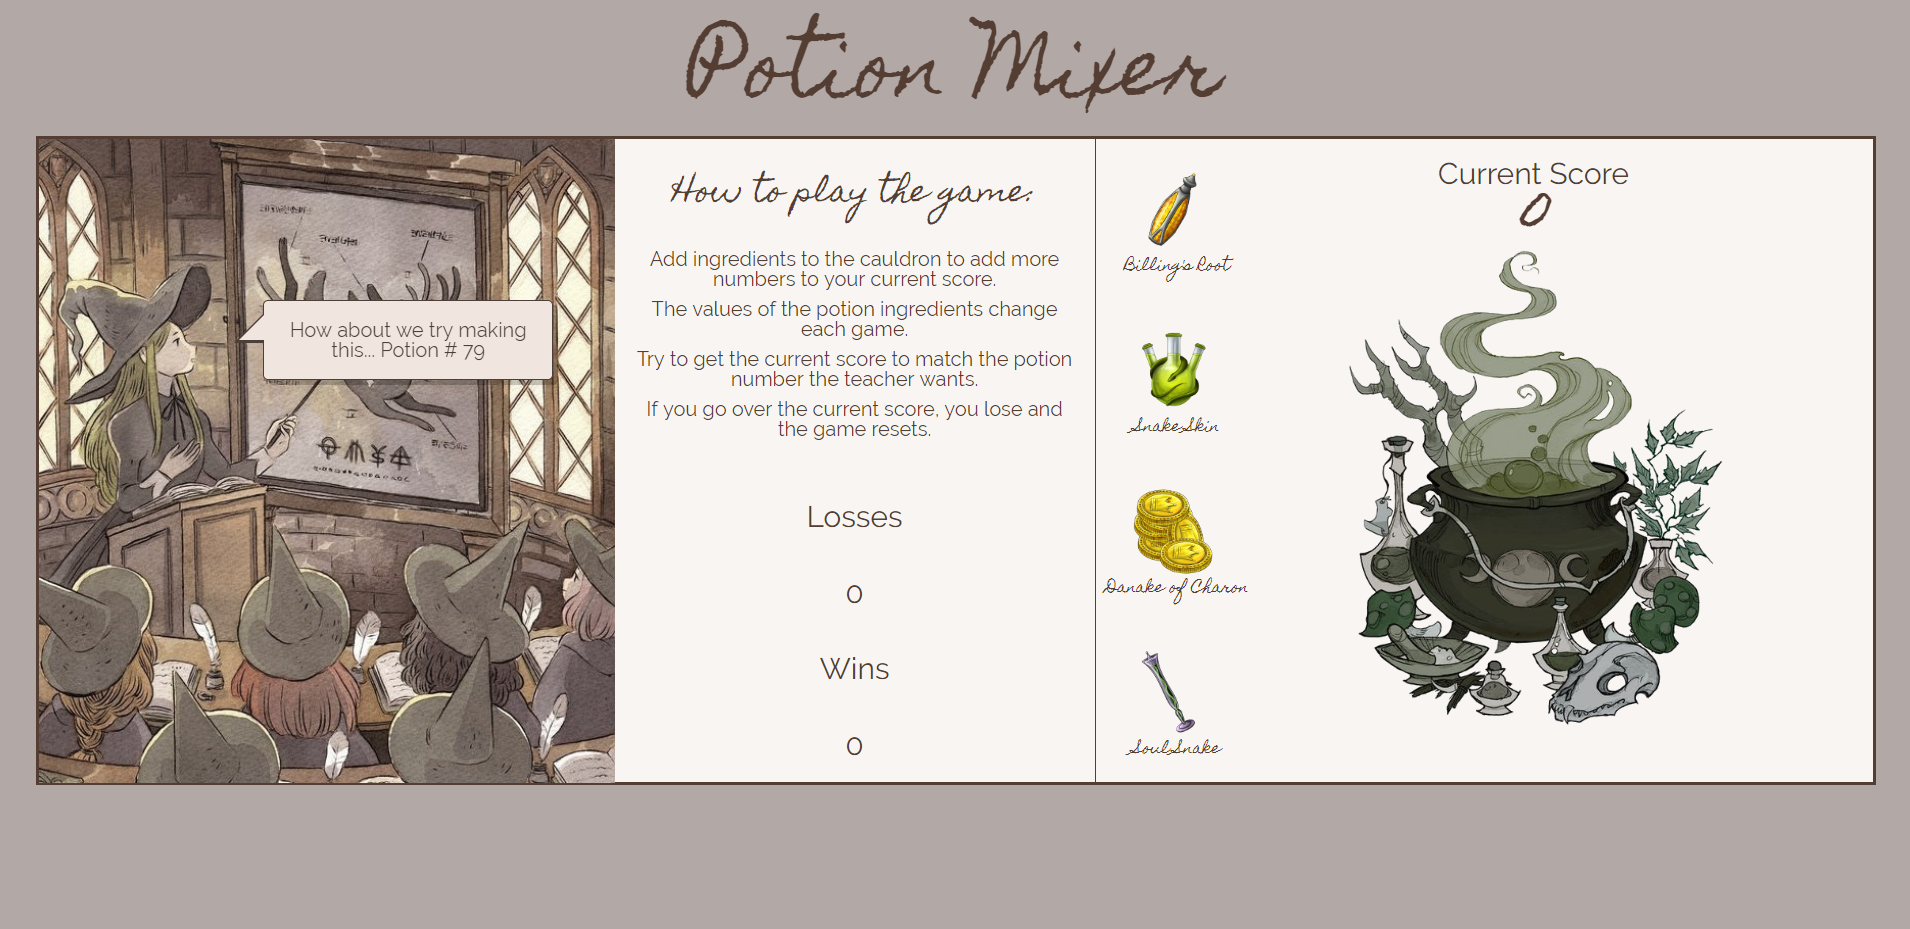 Potion Mixer
How about we try making
this... Potion # 79
How to play the game:
Add ingredients to the cauldron to add more
numbers to your current score.
The values of the potion ingredients change
each game.
Try to get the current score to match the potion
number the teacher wants.
If you go over the current score, you lose and
the game resets.
Losses
0
Wins
0
Billing's Root
Snake Skin
Danake of Charon
Soul Snake
Current Score
0